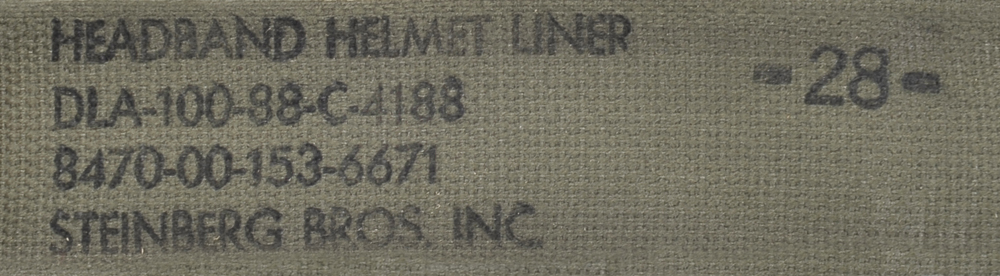 HEADBAND HELMET LINER
-28-
DLA-100-88-C-4188
8470-00-153-6671
STEINBERG BROS. INC.